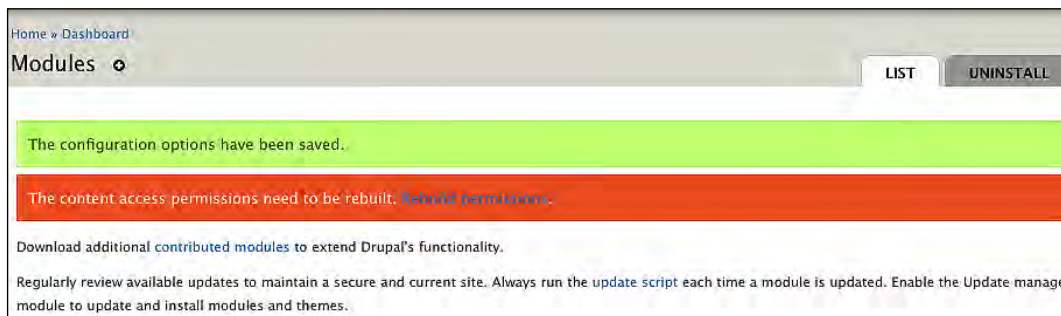 Home » Dashboard
Modules
LIST
UNINSTALL
The configuration options have been saved.
The content access permissions need to be rebuilt. Rebuild permissions.
Download additional contributed modules to extend Drupal's functionality.
Regularly review available updates to maintain a secure and current site. Always run the update script each time a module is updated. Enable the Update manage
module to update and install modules and themes.